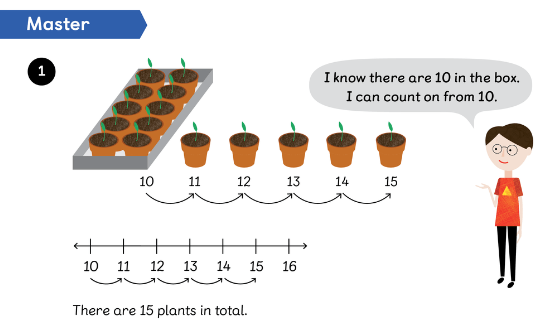 Master
1
I know there are 10 in the box.
I can count on from 10.
10 11 12 13 14 15
10 11 12 13 14 15 16
There are 15 plants in total.